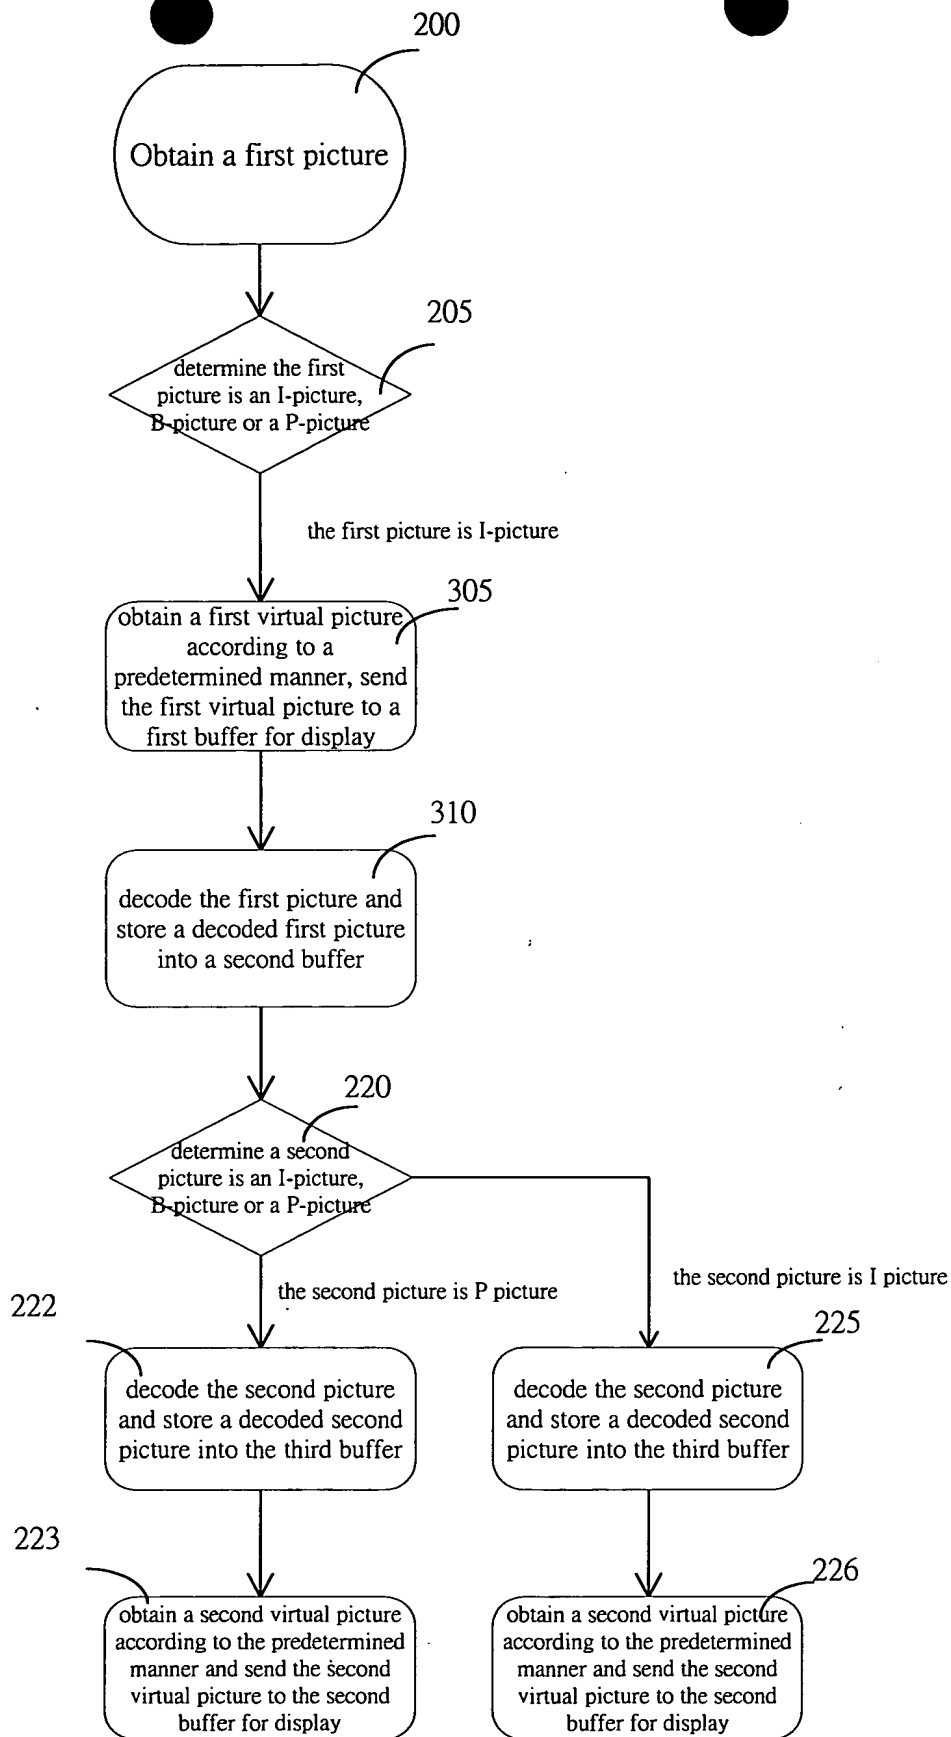 200
Obtain a first picture
205
determine the first
picture is an I-picture,
B-picture or a P-picture
the first picture is I-picture
305
obtain a first virtual picture
according to a
predetermined manner, send
the first virtual picture to a
first buffer for display
310
decode the first picture and
store a decoded first picture
into a second buffer
220
determine a second
picture is an I-picture,
B-picture or a P-picture
the second picture is P picture
the second picture is I picture
222
decode the second picture
and store a decoded second
picture into the third buffer
225
decode the second picture
and store a decoded second
picture into the third buffer
223
obtain a second virtual picture
according to the predetermined
manner and send the second
virtual picture to the second
buffer for display
226
obtain a second virtual picture
according to the predetermined
manner and send the second
virtual picture to the second
buffer for display